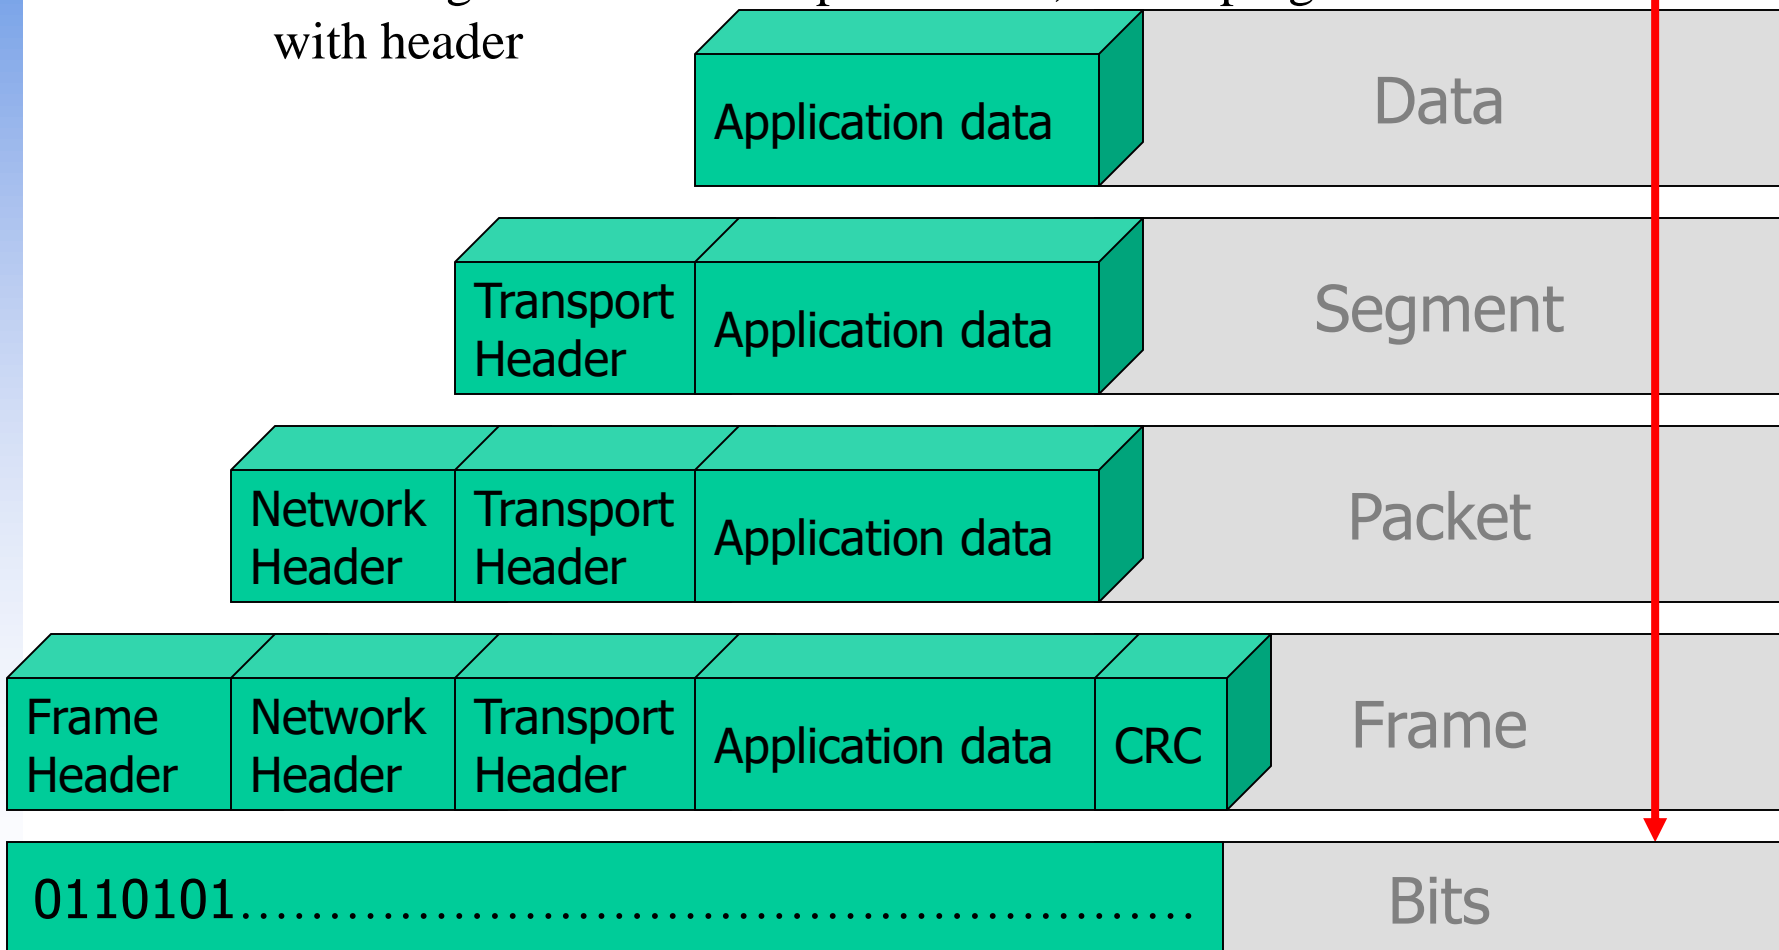 with header
Application data
Data
Transport
Header
Application data
Segment
Network
Header
Transport
Header
Application data
Packet
Frame
Header
Network
Header
Transport
Header
Application data
CRC
Frame
0110101......................................................
Bits